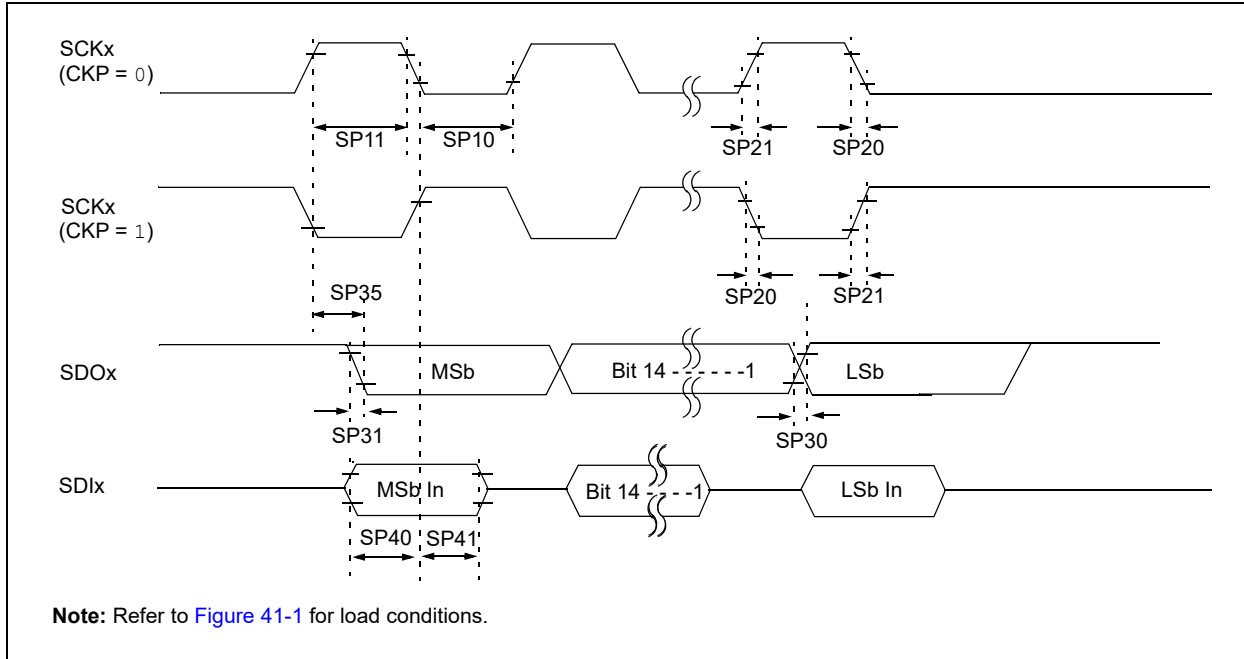 SCKx
(CKP = 0)
SP11
SP10
SP21
SP20
SCKx
(CKP = 1)
SP35
SP20
SP21
SDOx
MSb
Bit 14 - - - - - -1
LSb
SP31
SP30
SDIx
MSb In
Bit 14 - - - - -1
LSb In
SP40
SP41
Note: Refer to Figure 41-1 for load conditions.